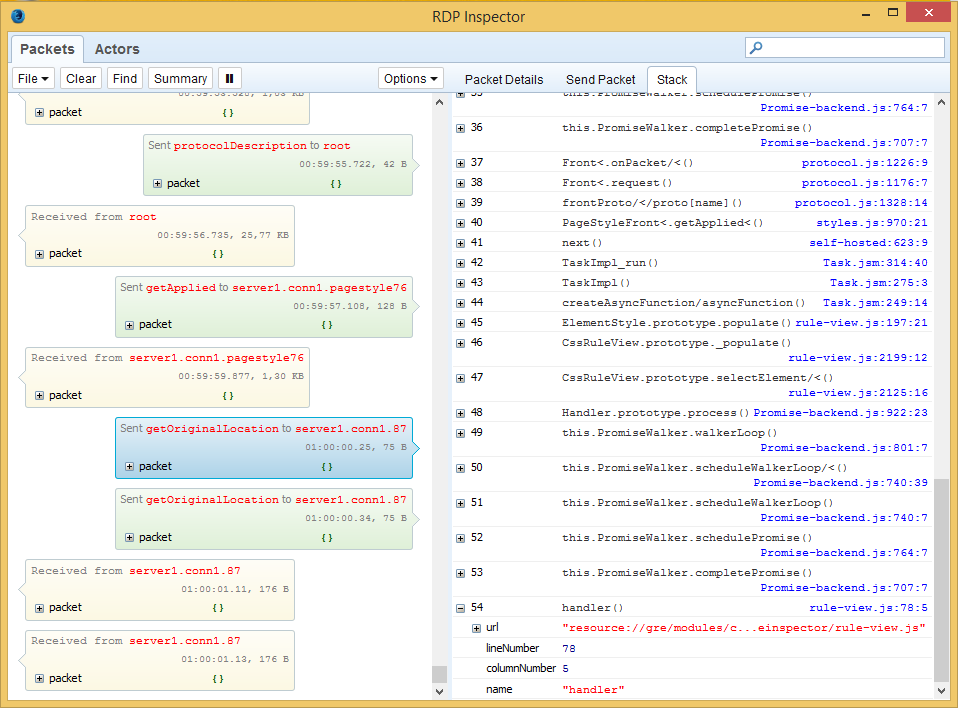 RDP Inspector
Packets Actors
File Clear Find Summary Options
Packet Details Send Packet Stack
packet { }
Sent protocolDescription to root
00:59:55.722, 42 B
packet { }
Received from root
00:59:56.735, 25,77 KB
packet { }
Sent getApplied to server1.conn1.pagestyle76
00:59:57.108, 128 B
packet { }
Received from server1.conn1.pagestyle76
00:59:59.877, 1,30 KB
packet { }
Sent getOriginalLocation to server1.conn1.87
01:00:00.25, 75 B
packet { }
Sent getOriginalLocation to server1.conn1.87
01:00:00.34, 75 B
packet { }
Received from server1.conn1.87
01:00:01.11, 176 B
packet { }
Received from server1.conn1.87
01:00:01.13, 176 B
packet { }
35 this.PromiseWalker.schedulePromise()
Promise-backend.js:764:7
36 this.PromiseWalker.completePromise()
Promise-backend.js:707:7
37 Front<.onPacket/<() protocol.js:1226:9
38 Front<.request() protocol.js:1176:7
39 frontProto/</proto[name]() protocol.js:1328:14
40 PageStyleFront<.getApplied<() styles.js:970:21
41 next() self-hosted:623:9
42 TaskImpl_run() Task.jsm:314:40
43 TaskImpl() Task.jsm:275:3
44 createAsyncFunction/asyncFunction() Task.jsm:249:14
45 ElementStyle.prototype.populate() rule-view.js:197:21
46 CssRuleView.prototype._populate()
rule-view.js:2199:12
47 CssRuleView.prototype.selectElement/<()
rule-view.js:2125:16
48 Handler.prototype.process() Promise-backend.js:922:23
49 this.PromiseWalker.walkerLoop()
Promise-backend.js:801:7
50 this.PromiseWalker.scheduleWalkerLoop/<()
Promise-backend.js:740:39
51 this.PromiseWalker.scheduleWalkerLoop()
Promise-backend.js:740:7
52 this.PromiseWalker.schedulePromise()
Promise-backend.js:764:7
53 this.PromiseWalker.completePromise()
Promise-backend.js:707:7
54 handler() rule-view.js:78:5
url "resource://gre/modules/c...einspector/rule-view.js"
lineNumber 78
columnNumber 5
name "handler"